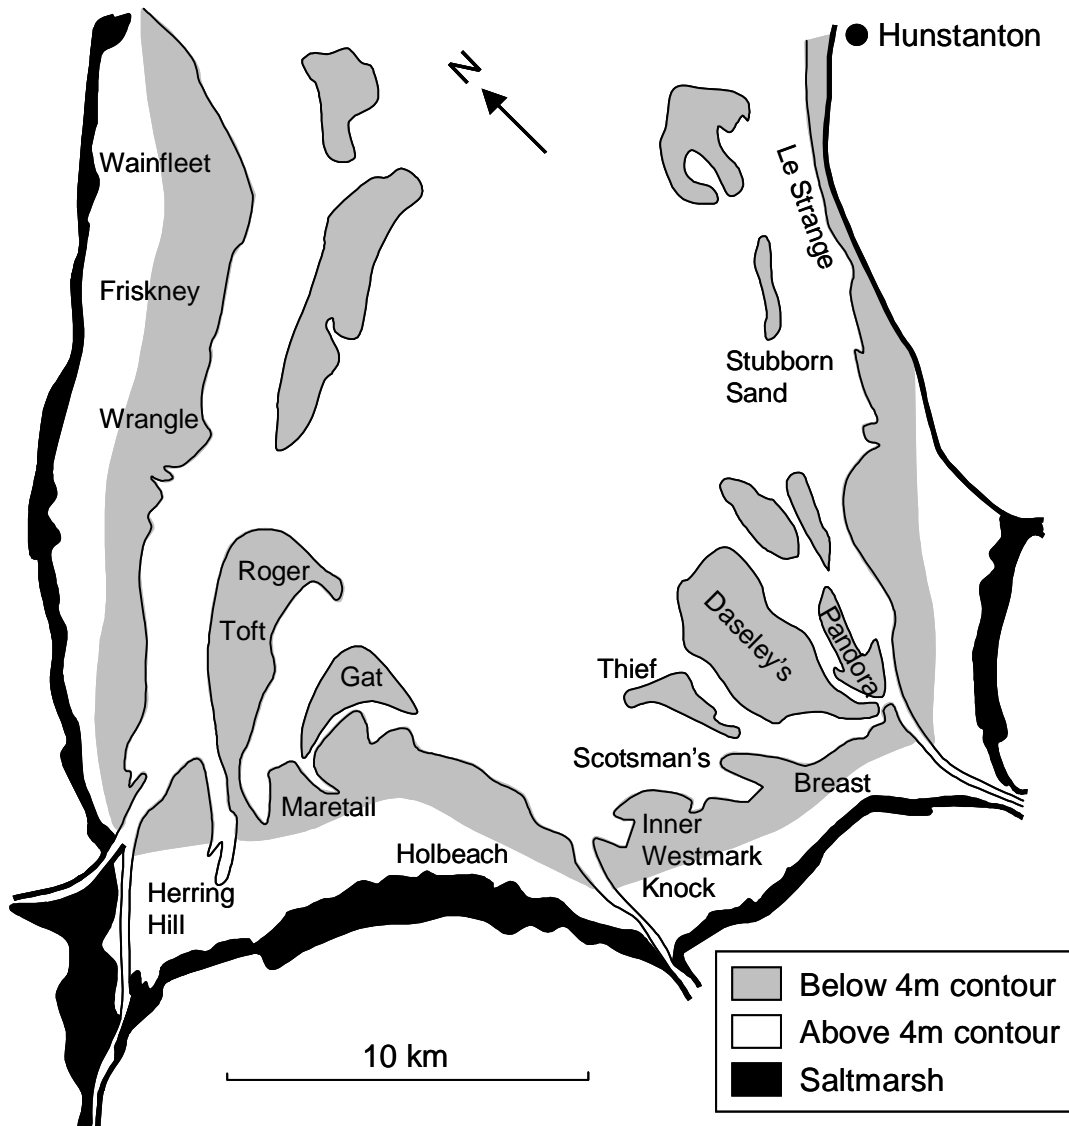 Hunstanton
N
Wainfleet
Le Strange
Friskney
Stubborn
Sand
Wrangle
Roger
Toft
Daseley's
Pandora
Thief
Gat
Scotsman's
Breast
Maretail
Inner
Westmark
Knock
Holbeach
Herring
Hill
Below 4m contour
Above 4m contour
Saltmarsh
10 km